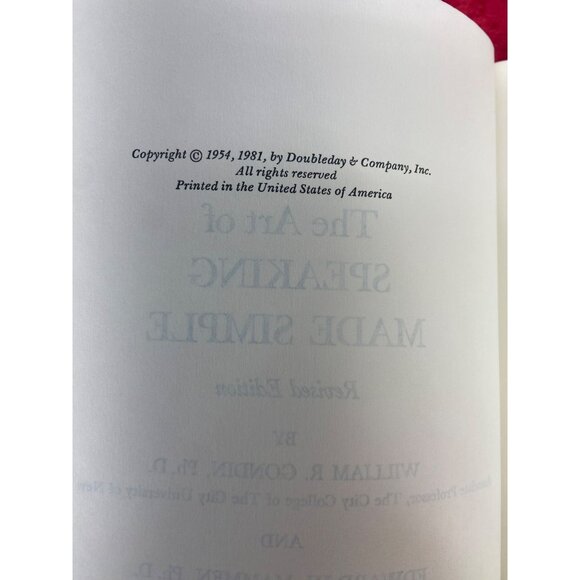 Copyright © 1954, 1981, by Doubleday & Company, Inc.
All rights reserved
Printed in the United States of America
The Art of
SPEAKING
MADE SIMPLE
Revised Edition
BY
WILLIAM R. GONDIN, Ph.D.
Professor, The City College of The City University of New
AND